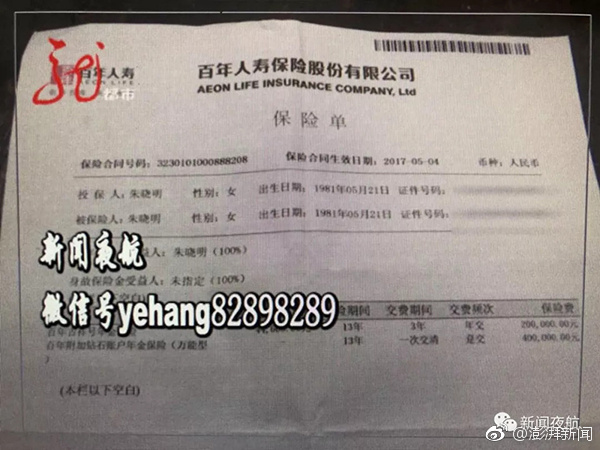 百年人寿
AEON LIFE
都市
百年人寿保险股份有限公司
AEON LIFE INSURANCE COMPANY, Ltd
保 险 单
保险合同号码:3230101000888208 保险合同生效日期:2017-05-04 币种:人民币
投 保 人:朱晓明 性别:女 出生日期:1981年05月21日 证件号码:
被保险人:朱晓明 性别:女 出生日期:1981年05月21日 证件号码:
益人:朱晓明 (100%)
新闻夜航
身故保险金受益人:未指定 (100%)
微信号yehang82898289
险期间 交费期间 交费频次 保险费
13年 3年 年交 200,000.00元
百年附加钻石账户年金保险(万能型 13年 一次交清 趸交 400,000.00元
)
(本栏以下空白)
新闻夜航
@澎湃新闻